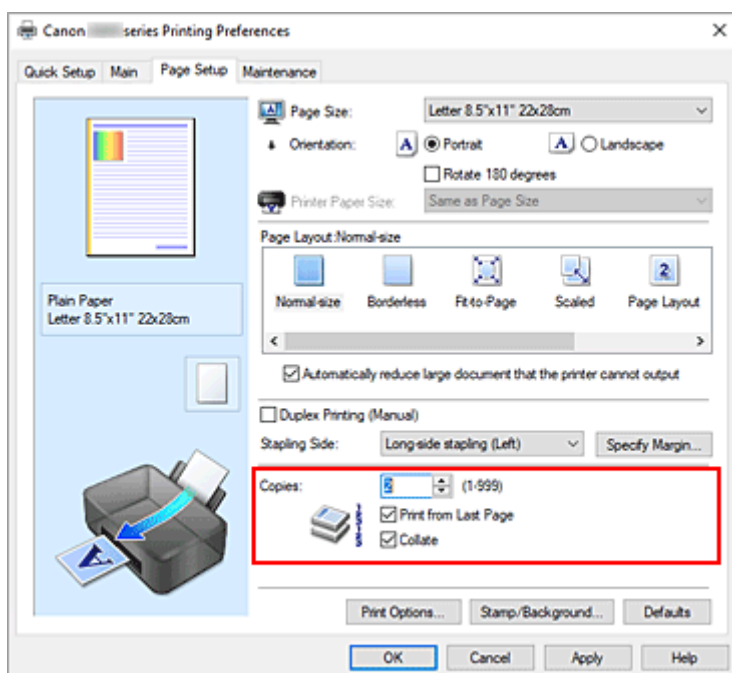 Canon series Printing Preferences
Quick Setup Main Page Setup Maintenance
Page Size: Letter 8.5"x11" 22x28cm
Orientation: A Portrait A Landscape
Rotate 180 degrees
Printer Paper Size: Same as Page Size
Page Layout:Normal-size
2
Normal-size Borderless Fit-to-Page Scaled Page Layout
Automatically reduce large document that the printer cannot output
Plain Paper
Letter 8.5"x11" 22x28cm
Duplex Printing (Manual)
Stapling Side: Long-side stapling (Left) Specify Margin...
Copies: 2 (1-999)
Print from Last Page
Collate
A
Print Options... Stamp/Background... Defaults
OK Cancel Apply Help